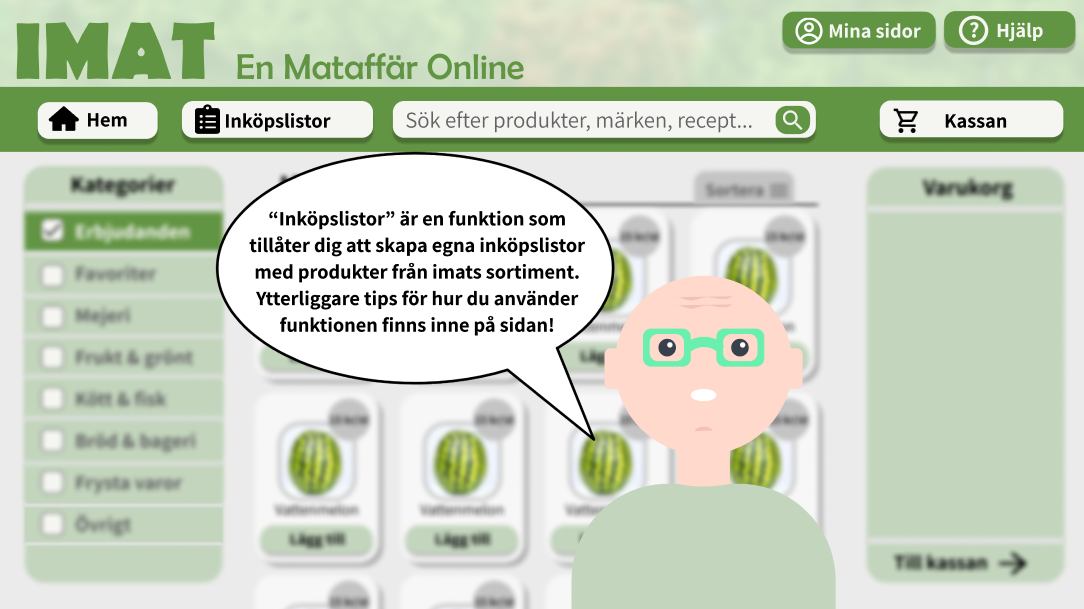 IMAT
En Mataffär Online
Mina sidor
Hjälp
Hem
Inköpslistor
Sök efter produkter, märken, recept...
Kassan
Kategorier
Erbjudanden
Favoriter
Mejeri
Frukt & grönt
Kött & fisk
Bröd & bageri
Frysta varor
Övrigt
Sortera
“Inköpslistor” är en funktion som
tillåter dig att skapa egna inköpslistor
med produkter från imats sortiment.
Ytterliggare tips för hur du använder
funktionen finns inne på sidan!
Vattenmelon
Vattenmelon
Lägg till
Lägg till
Varukorg
Till kassan